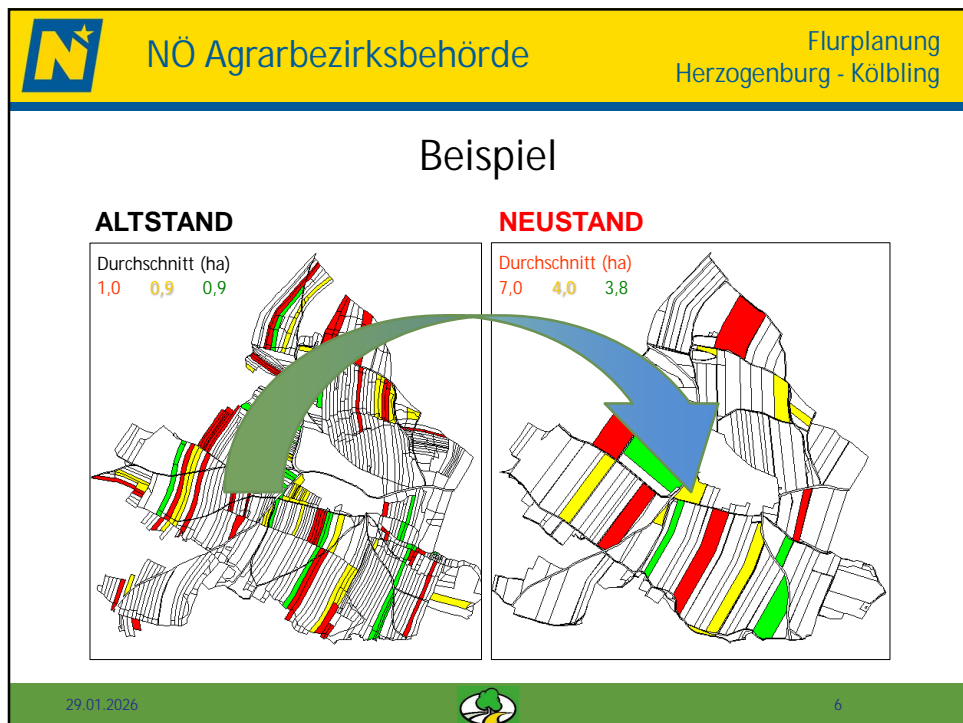 NÖ Agrarbezirksbehörde
Flurplanung
Herzogenburg - Kölbling
Beispiel
ALTSTAND
Durchschnitt (ha)
1,0 0,9 0,9
NEUSTAND
Durchschnitt (ha)
7,0 4,0 3,8
29.01.2026
6